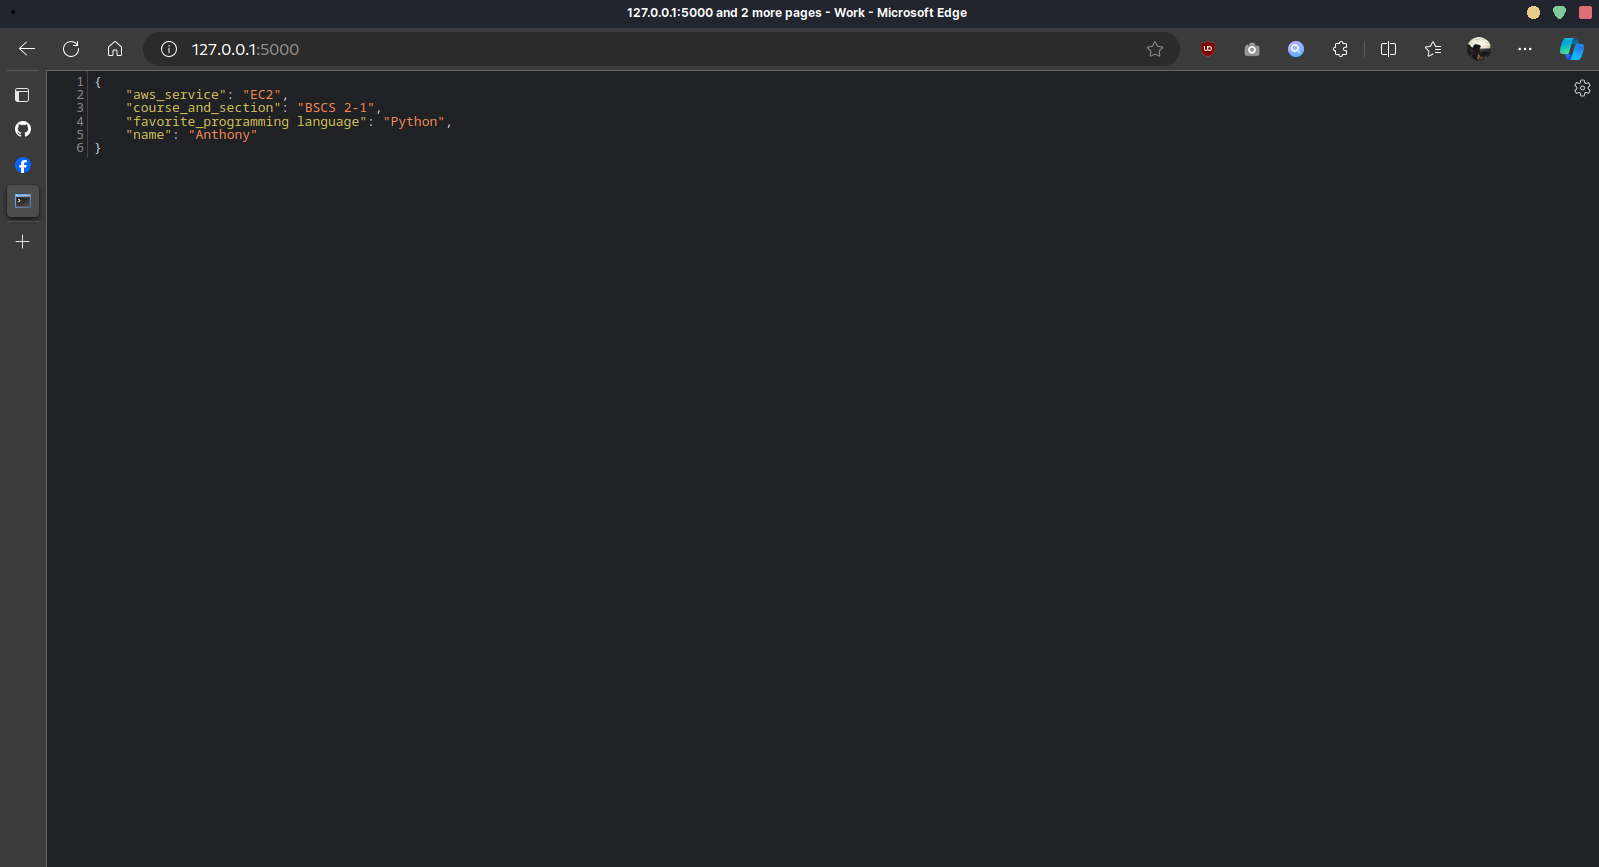 127.0.0.1:5000 and 2 more pages - Work - Microsoft Edge
127.0.0.1:5000
1 {
2     "aws_service": "EC2",
3     "course_and_section": "BSCS 2-1",
4     "favorite_programming language": "Python",
5     "name": "Anthony"
6 }